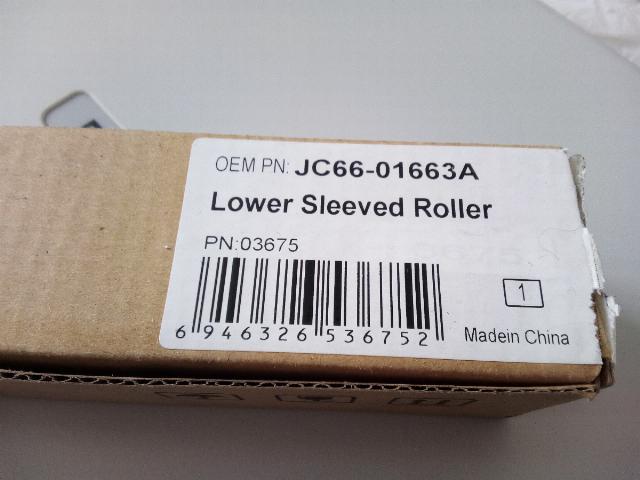 OEM PN: JC66-01663A
Lower Sleeved Roller
PN:03675
6 946326 536752
1
Madein China